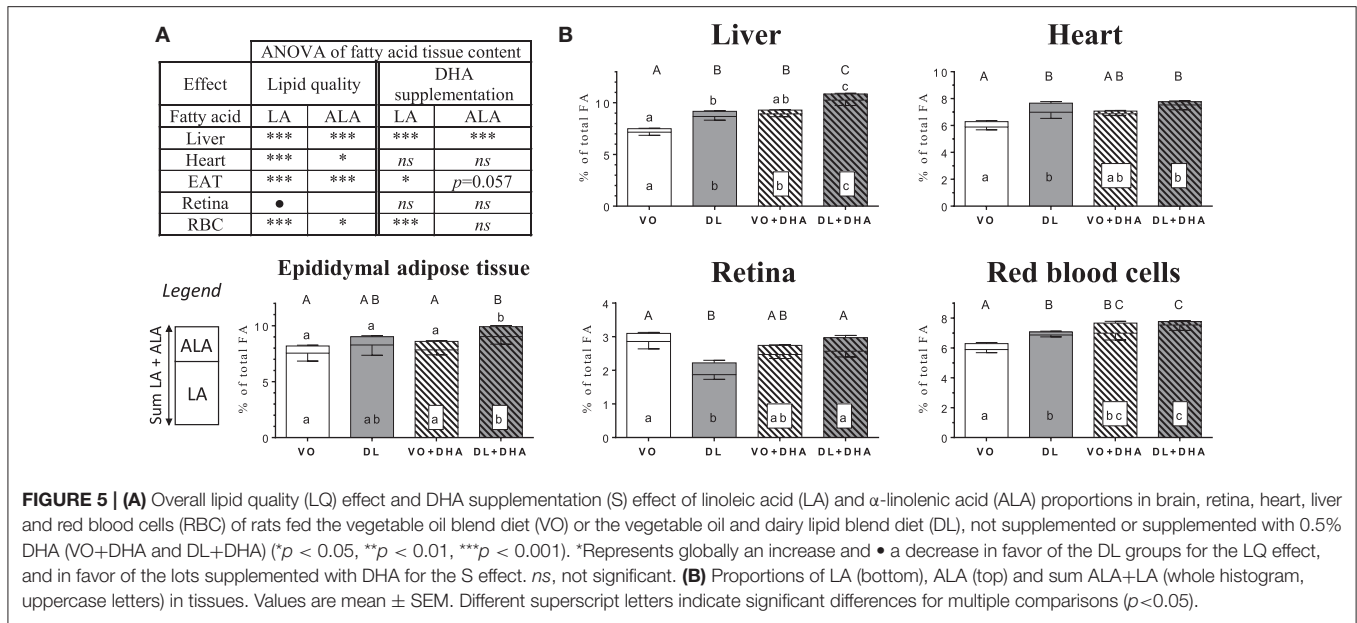 A
ANOVA of fatty acid tissue content
Effect Lipid quality DHA supplementation
Fatty acid LA ALA LA ALA
Liver *** *** *** ***
Heart *** * ns ns
EAT *** *** * p=0.057
Retina • ns ns
RBC *** * *** ns
B
Liver
A B B C
a b ab c
a b b c
% of total FA
0 5 10
VO DL VO+DHA DL+DHA
Heart
A B AB B
a b ab b
% of total FA
0 2 4 6 8 10
VO DL VO+DHA DL+DHA
Legend
Sum LA + ALA
ALA
LA
Epididymal adipose tissue
A AB A B
a a a b
a ab a b
% of total FA
0 5 10
VO DL VO+DHA DL+DHA
Retina
A B AB A
a b ab a
% of total FA
0 1 2 3 4
VO DL VO+DHA DL+DHA
Red blood cells
A B BC C
a b bc c
% of total FA
0 2 4 6 8
VO DL VO+DHA DL+DHA
FIGURE 5 | (A) Overall lipid quality (LQ) effect and DHA supplementation (S) effect of linoleic acid (LA) and α-linolenic acid (ALA) proportions in brain, retina, heart, liver
and red blood cells (RBC) of rats fed the vegetable oil blend diet (VO) or the vegetable oil and dairy lipid blend diet (DL), not supplemented or supplemented with 0.5%
DHA (VO+DHA and DL+DHA) (*p < 0.05, **p < 0.01, ***p < 0.001). *Represents globally an increase and • a decrease in favor of the DL groups for the LQ effect,
and in favor of the lots supplemented with DHA for the S effect. ns, not significant. (B) Proportions of LA (bottom), ALA (top) and sum ALA+LA (whole histogram,
uppercase letters) in tissues. Values are mean ± SEM. Different superscript letters indicate significant differences for multiple comparisons (p<0.05).